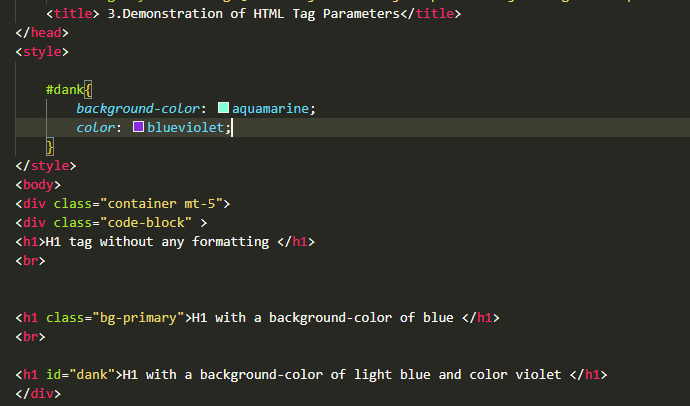 <title> 3.Demonstration of HTML Tag Parameters</title>
</head>
<style>
#dank{
background-color: aquamarine;
color: blueviolet;
}
</style>
<body>
<div class="container mt-5">
<div class="code-block" >
<h1>H1 tag without any formatting </h1>
<br>
<h1 class="bg-primary">H1 with a background-color of blue </h1>
<br>
<h1 id="dank">H1 with a background-color of light blue and color violet </h1>
</div>